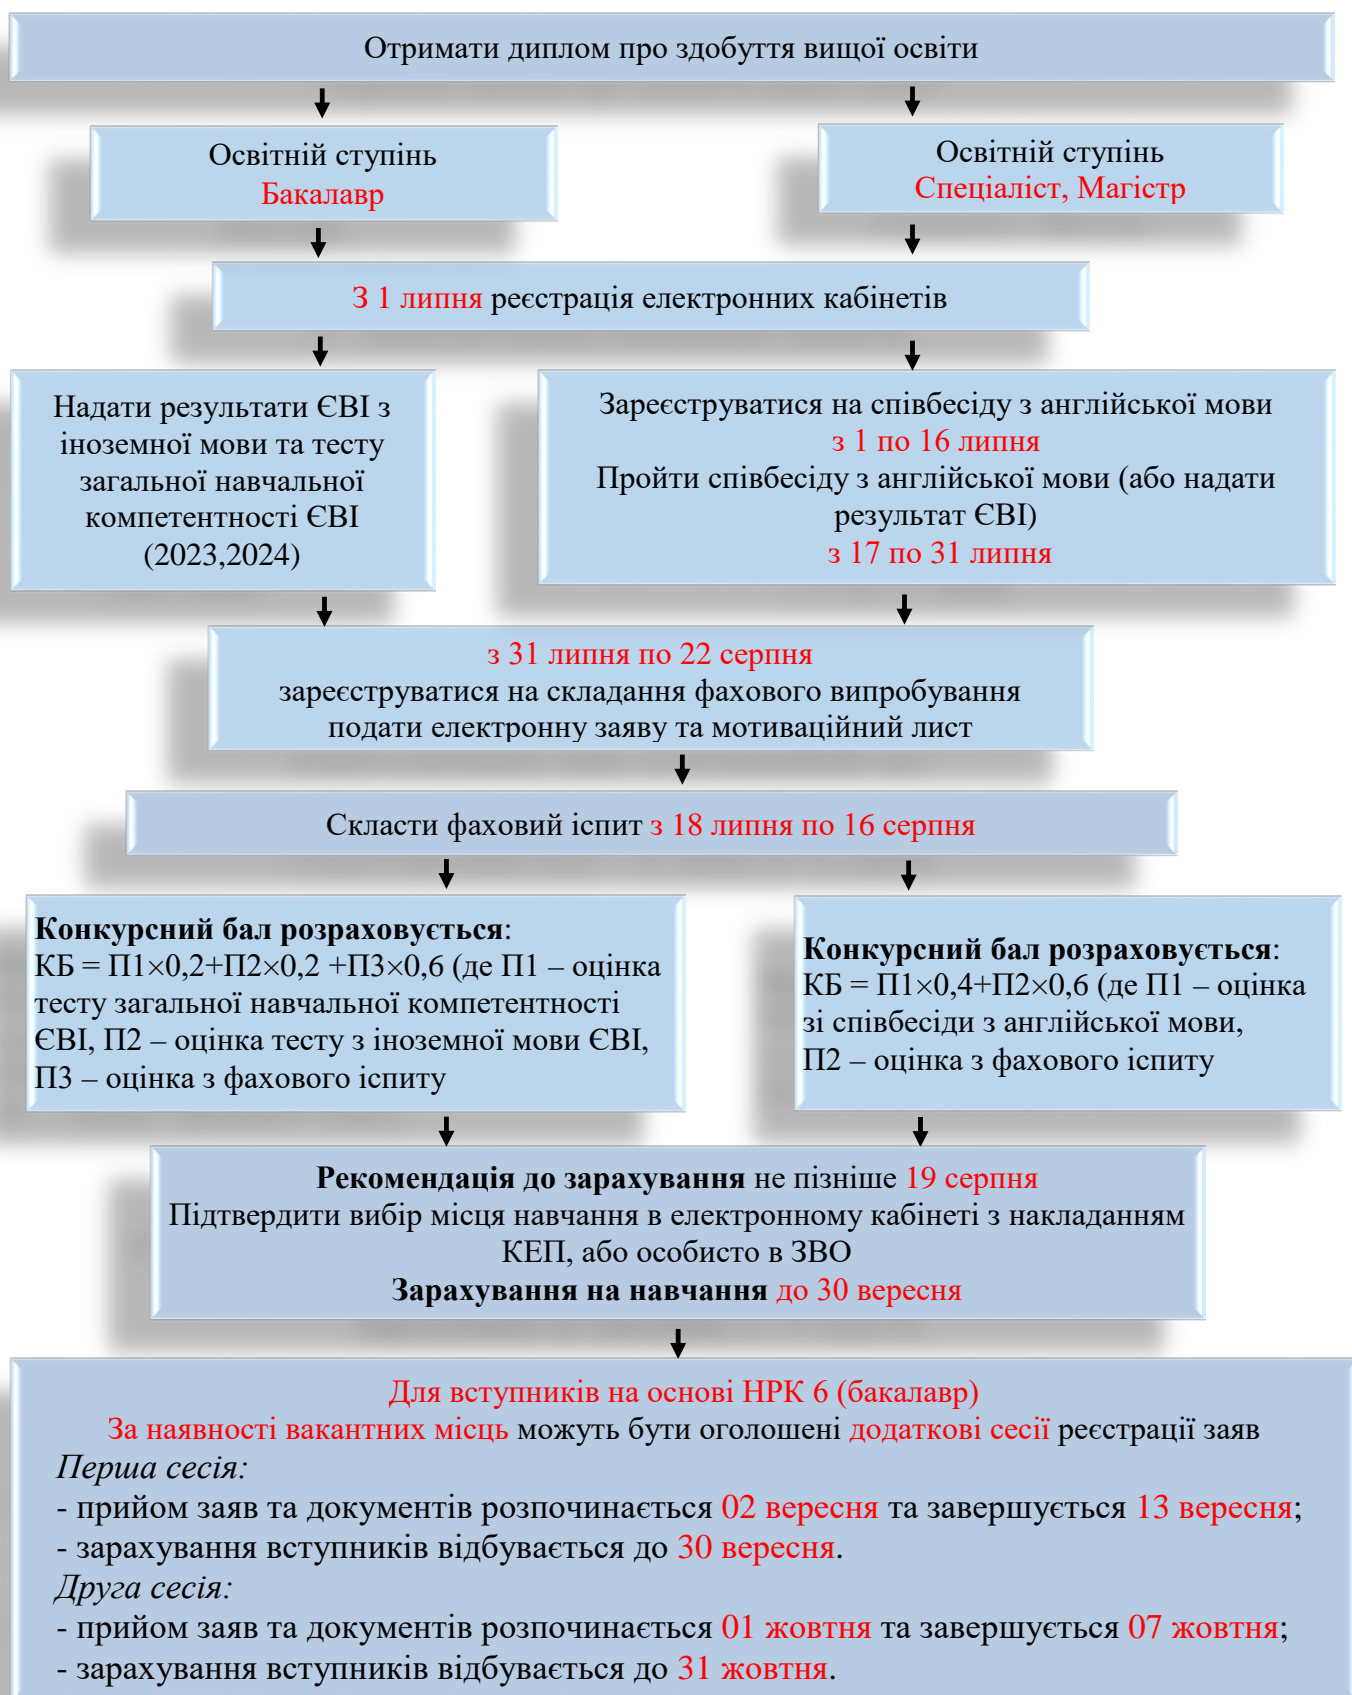 Отримати диплом про здобуття вищої освіти
Освітній ступінь
Бакалавр
Освітній ступінь
Спеціаліст, Магістр
З 1 липня реєстрація електронних кабінетів
Надати результати ЄВІ з
іноземної мови та тесту
загальної навчальної
компетентності ЄВІ
(2023,2024)
Зареєструватися на співбесіду з англійської мови
з 1 по 16 липня
Пройти співбесіду з англійської мови (або надати
результат ЄВІ)
з 17 по 31 липня
з 31 липня по 22 серпня
зареєструватися на складання фахового випробування
подати електронну заяву та мотиваційний лист
Скласти фаховий іспит з 18 липня по 16 серпня
Конкурсний бал розраховується:
КБ = П1×0,2+П2×0,2 +П3×0,6 (де П1 – оцінка
тесту загальної навчальної компетентності
ЄВІ, П2 – оцінка тесту з іноземної мови ЄВІ,
П3 – оцінка з фахового іспиту
Конкурсний бал розраховується:
КБ = П1×0,4+П2×0,6 (де П1 – оцінка
зі співбесіди з англійської мови,
П2 – оцінка з фахового іспиту
Рекомендація до зарахування не пізніше 19 серпня
Підтвердити вибір місця навчання в електронному кабінеті з накладанням
КЕП, або особисто в ЗВО
Зарахування на навчання до 30 вересня
Для вступників на основі НРК 6 (бакалавр)
За наявності вакантних місць можуть бути оголошені додаткові сесії реєстрації заяв
Перша сесія:
- прийом заяв та документів розпочинається 02 вересня та завершується 13 вересня;
- зарахування вступників відбувається до 30 вересня.
Друга сесія:
- прийом заяв та документів розпочинається 01 жовтня та завершується 07 жовтня;
- зарахування вступників відбувається до 31 жовтня.